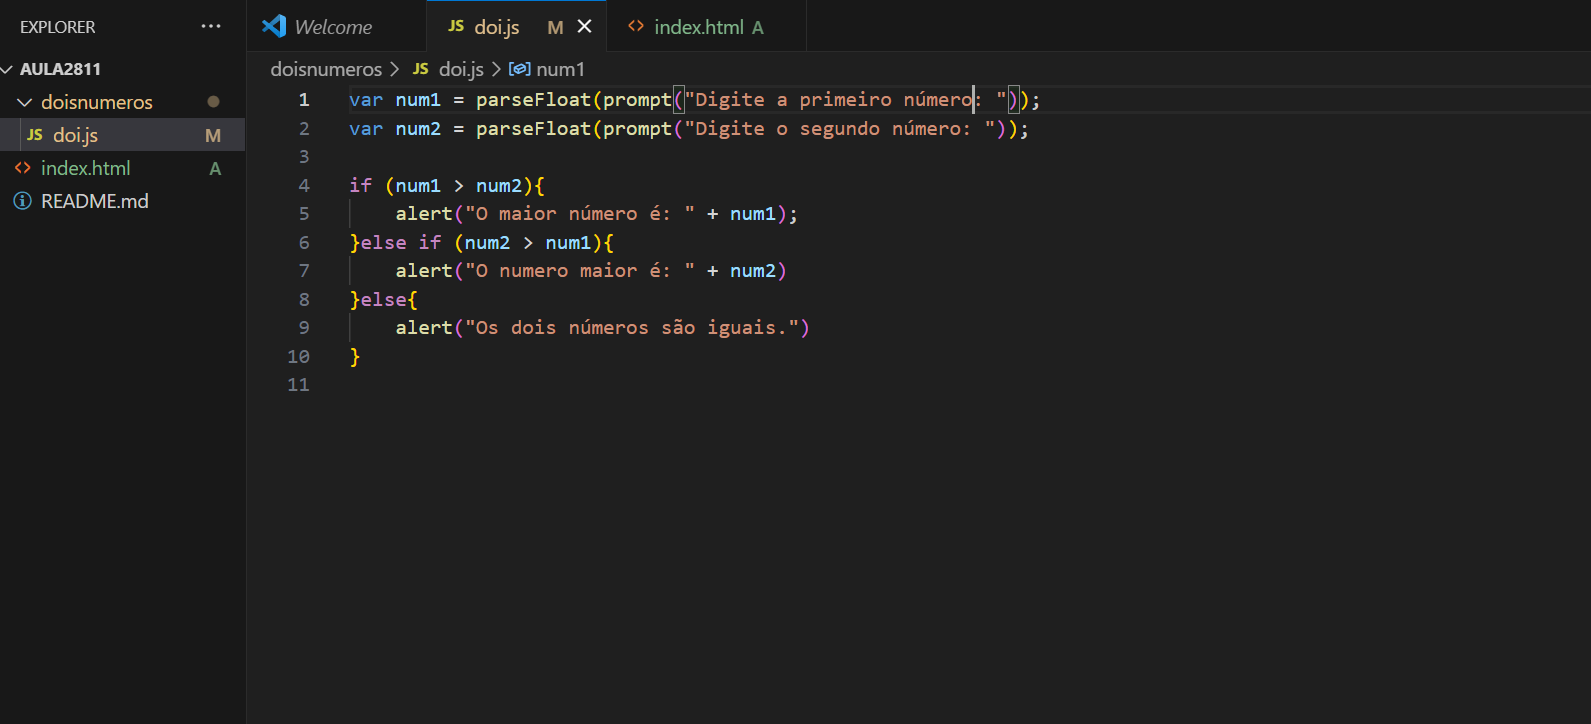 EXPLORER ...
AULA2811
doisnumeros
JS doi.js M
<> index.html A
README.md
Welcome
JS doi.js M
<> index.html A
doisnumeros > JS doi.js > num1
1 var num1 = parseFloat(prompt("Digite a primeiro número: "));
2 var num2 = parseFloat(prompt("Digite o segundo número: "));
3
4 if (num1 > num2){
5     alert("O maior número é: " + num1);
6 }else if (num2 > num1){
7     alert("O numero maior é: " + num2)
8 }else{
9     alert("Os dois números são iguais.")
10 }
11